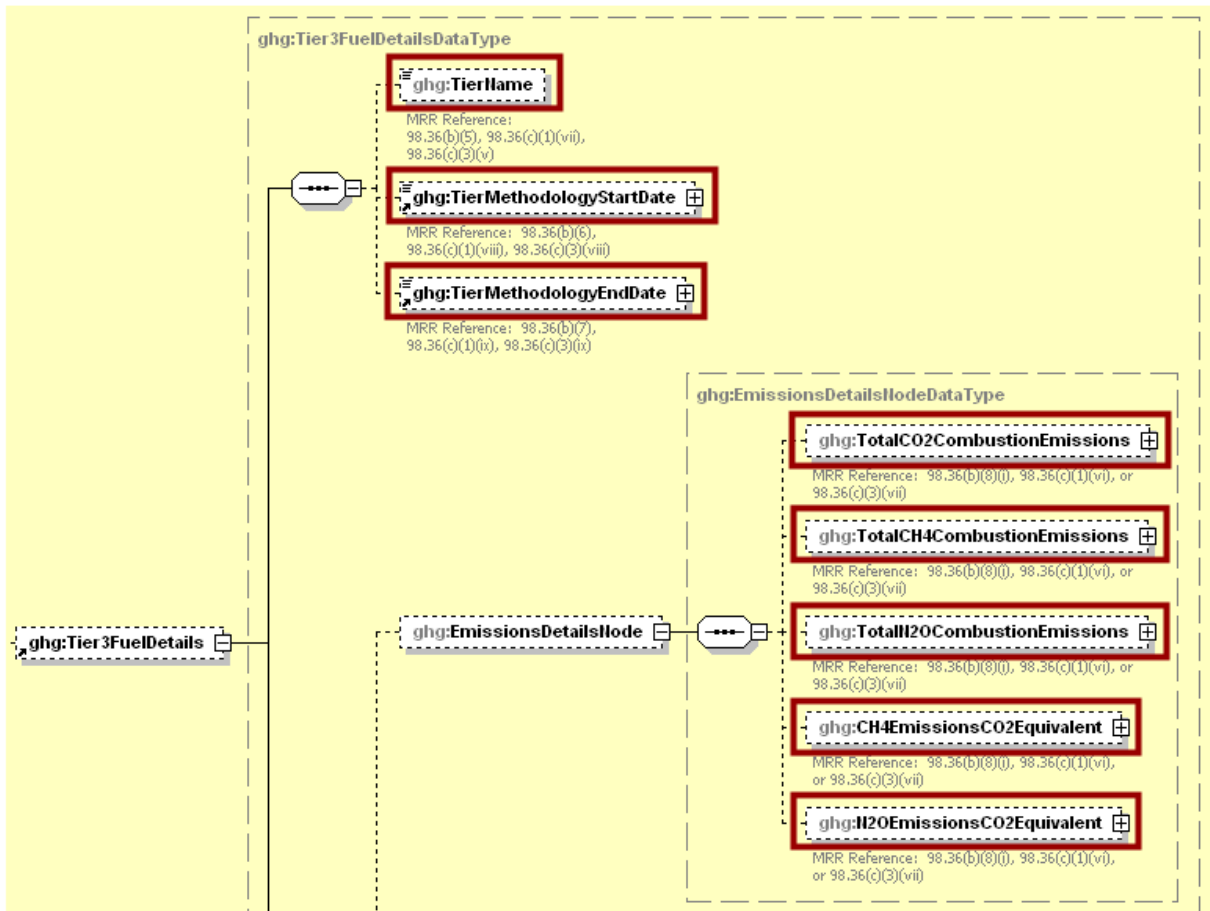 ghg:Tier3FuelDetailsDataType
ghg:TierName
MRR Reference:
98.36(b)(5), 98.36(c)(1)(vii),
98.36(c)(3)(v)
ghg:TierMethodologyStartDate
MRR Reference: 98.36(b)(6),
98.36(c)(1)(viii), 98.36(c)(3)(viii)
ghg:TierMethodologyEndDate
MRR Reference: 98.36(b)(7),
98.36(c)(1)(ix), 98.36(c)(3)(ix)
ghg:EmissionsDetailsNodeDataType
ghg:TotalCO2CombustionEmissions
MRR Reference: 98.36(b)(8)(i), 98.36(c)(1)(vi), or
98.36(c)(3)(vii)
ghg:TotalCH4CombustionEmissions
MRR Reference: 98.36(b)(8)(i), 98.36(c)(1)(vi), or
98.36(c)(3)(vii)
ghg:Tier3FuelDetails
ghg:EmissionsDetailsNode
ghg:TotalN2OCombustionEmissions
MRR Reference: 98.36(b)(8)(i), 98.36(c)(1)(vi), or
98.36(c)(3)(vii)
ghg:CH4EmissionsCO2Equivalent
MRR Reference: 98.36(b)(8)(i), 98.36(c)(1)(vi),
or 98.36(c)(3)(vii)
ghg:N2OEmissionsCO2Equivalent
MRR Reference: 98.36(b)(8)(i), 98.36(c)(1)(vi),
or 98.36(c)(3)(vii)